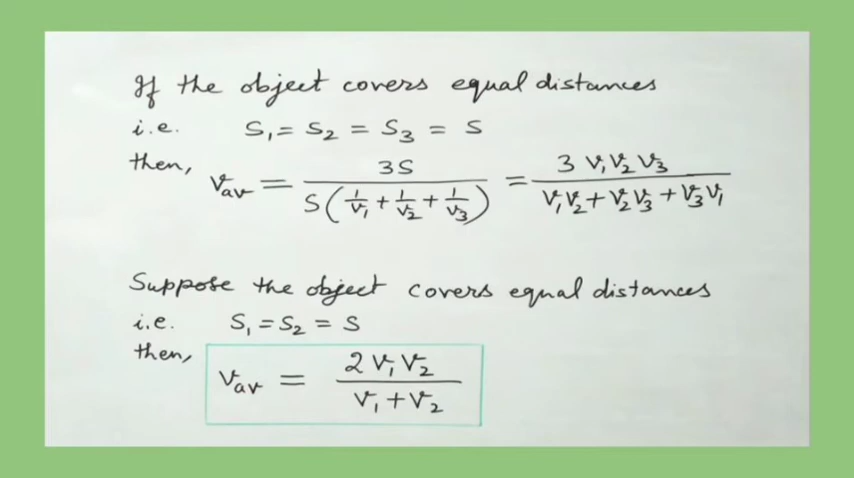 If the object covers equal distances
i.e. S₁ = S₂ = S₃ = S
then, Vav = 3S / S(1/V₁ + 1/V₂ + 1/V₃) = 3 V₁V₂V₃ / V₁V₂ + V₂V₃ + V₃V₁
Suppose the object covers equal distances
i.e. S₁ = S₂ = S
then, Vav = 2 V₁V₂ / V₁ + V₂